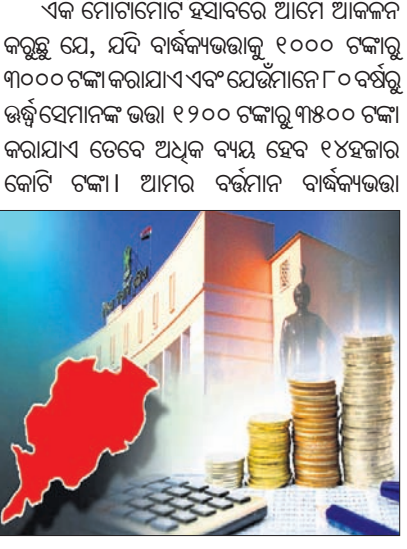 ଏକ ମୋଟାମୋଟି ହିସାବରେ ଆମେ ଆକଳନ
କରୁଛୁ ଯେ, ଯଦି ବାର୍ଦ୍ଧକ୍ୟଭତ୍ତାକୁ ୧୦୦୦ ଟଙ୍କାରୁ
୩୦୦୦ ଟଙ୍କା କରାଯାଏ ଏବଂ ଯେଉଁମାନେ ୮୦ ବର୍ଷରୁ
ଊର୍ଦ୍ଧ୍ୱ ସେମାନଙ୍କ ଭତ୍ତା ୧୨୦୦ ଟଙ୍କାରୁ ୩୫୦୦ ଟଙ୍କା
କରାଯାଏ ତେବେ ଅଧିକ ବ୍ୟୟ ହେବ ୧୪ହଜାର
କୋଟି ଟଙ୍କା। ଆମର ବର୍ତ୍ତମାନ ବାର୍ଦ୍ଧକ୍ୟଭତ୍ତା